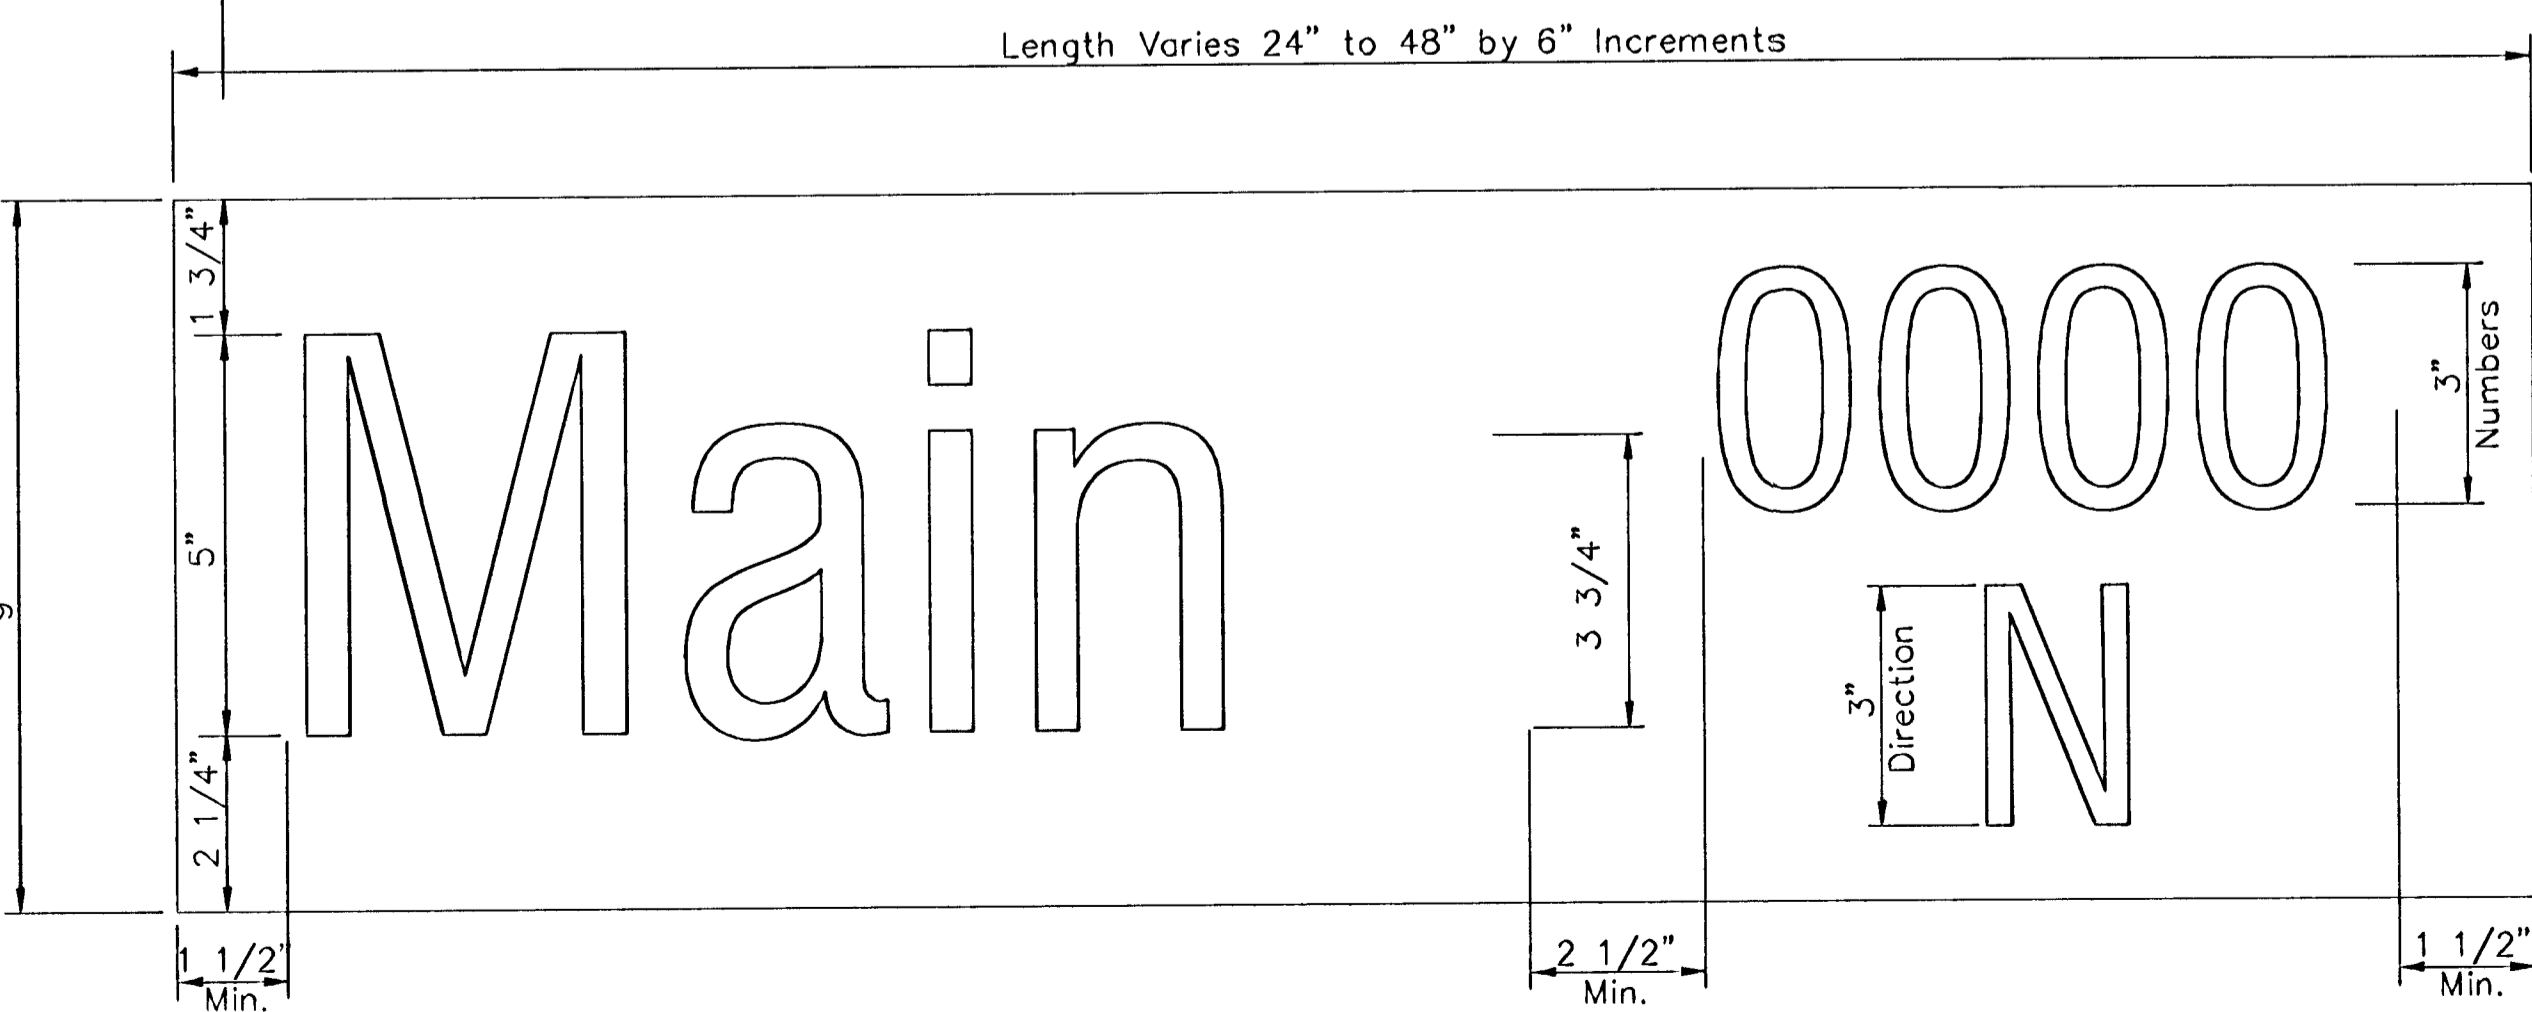 Length Varies 24” to 48” by 6” Increments
1 3/4”
5”
2 1/4”
9
Main
0000
N
3”
Numbers
3 3/4”
3”
Direction
1 1/2”
Min.
2 1/2”
Min.
1 1/2”
Min.